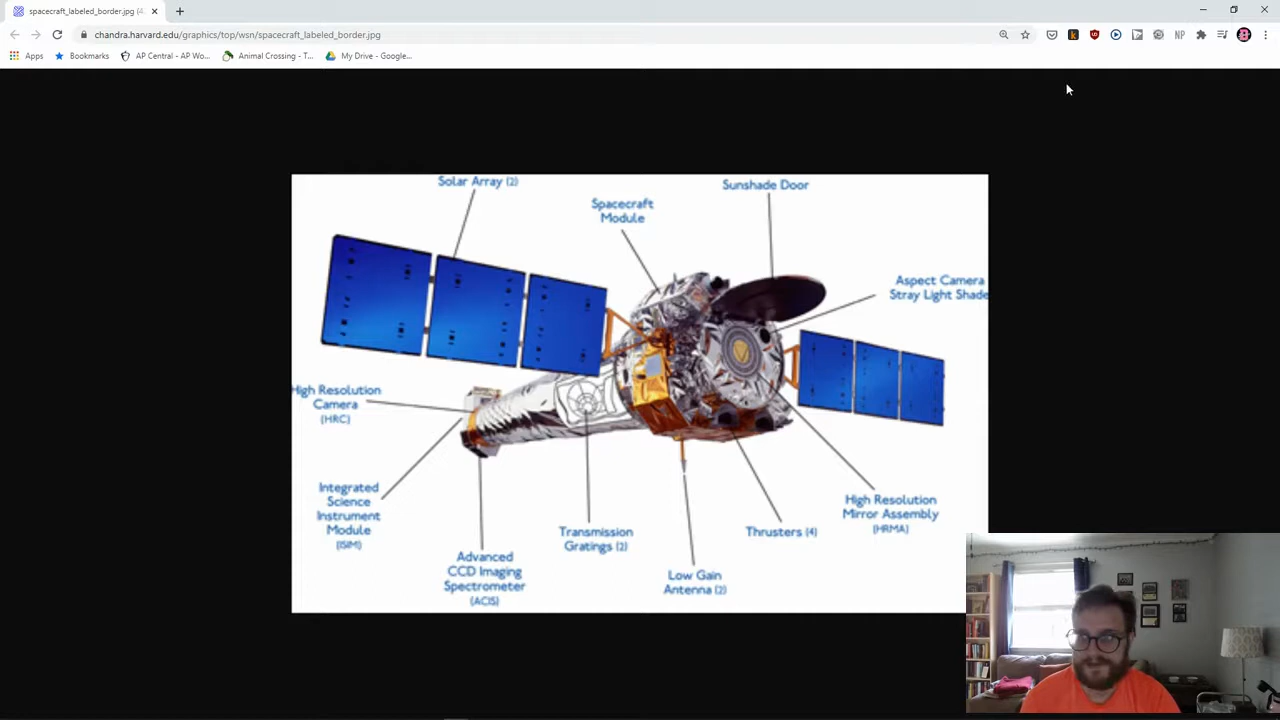 spacecraft_labeled_border.jpg (4
chandra.harvard.edu/graphics/top/wsn/spacecraft_labeled_border.jpg
NP
Apps
Bookmarks
AP Central - AP Wo...
Animal Crossing - T...
My Drive - Google...
Solar Array (2)
Sunshade Door
Spacecraft
Module
Aspect Camera
Stray Light Shade
High Resolution
Camera
(HRC)
Integrated
Science
Instrument
Module
(ISIM)
High Resolution
Mirror Assembly
(HRMA)
Transmission
Gratings (2)
Thrusters (4)
Advanced
CCD Imaging
Spectrometer
(ACIS)
Low Gain
Antenna (2)